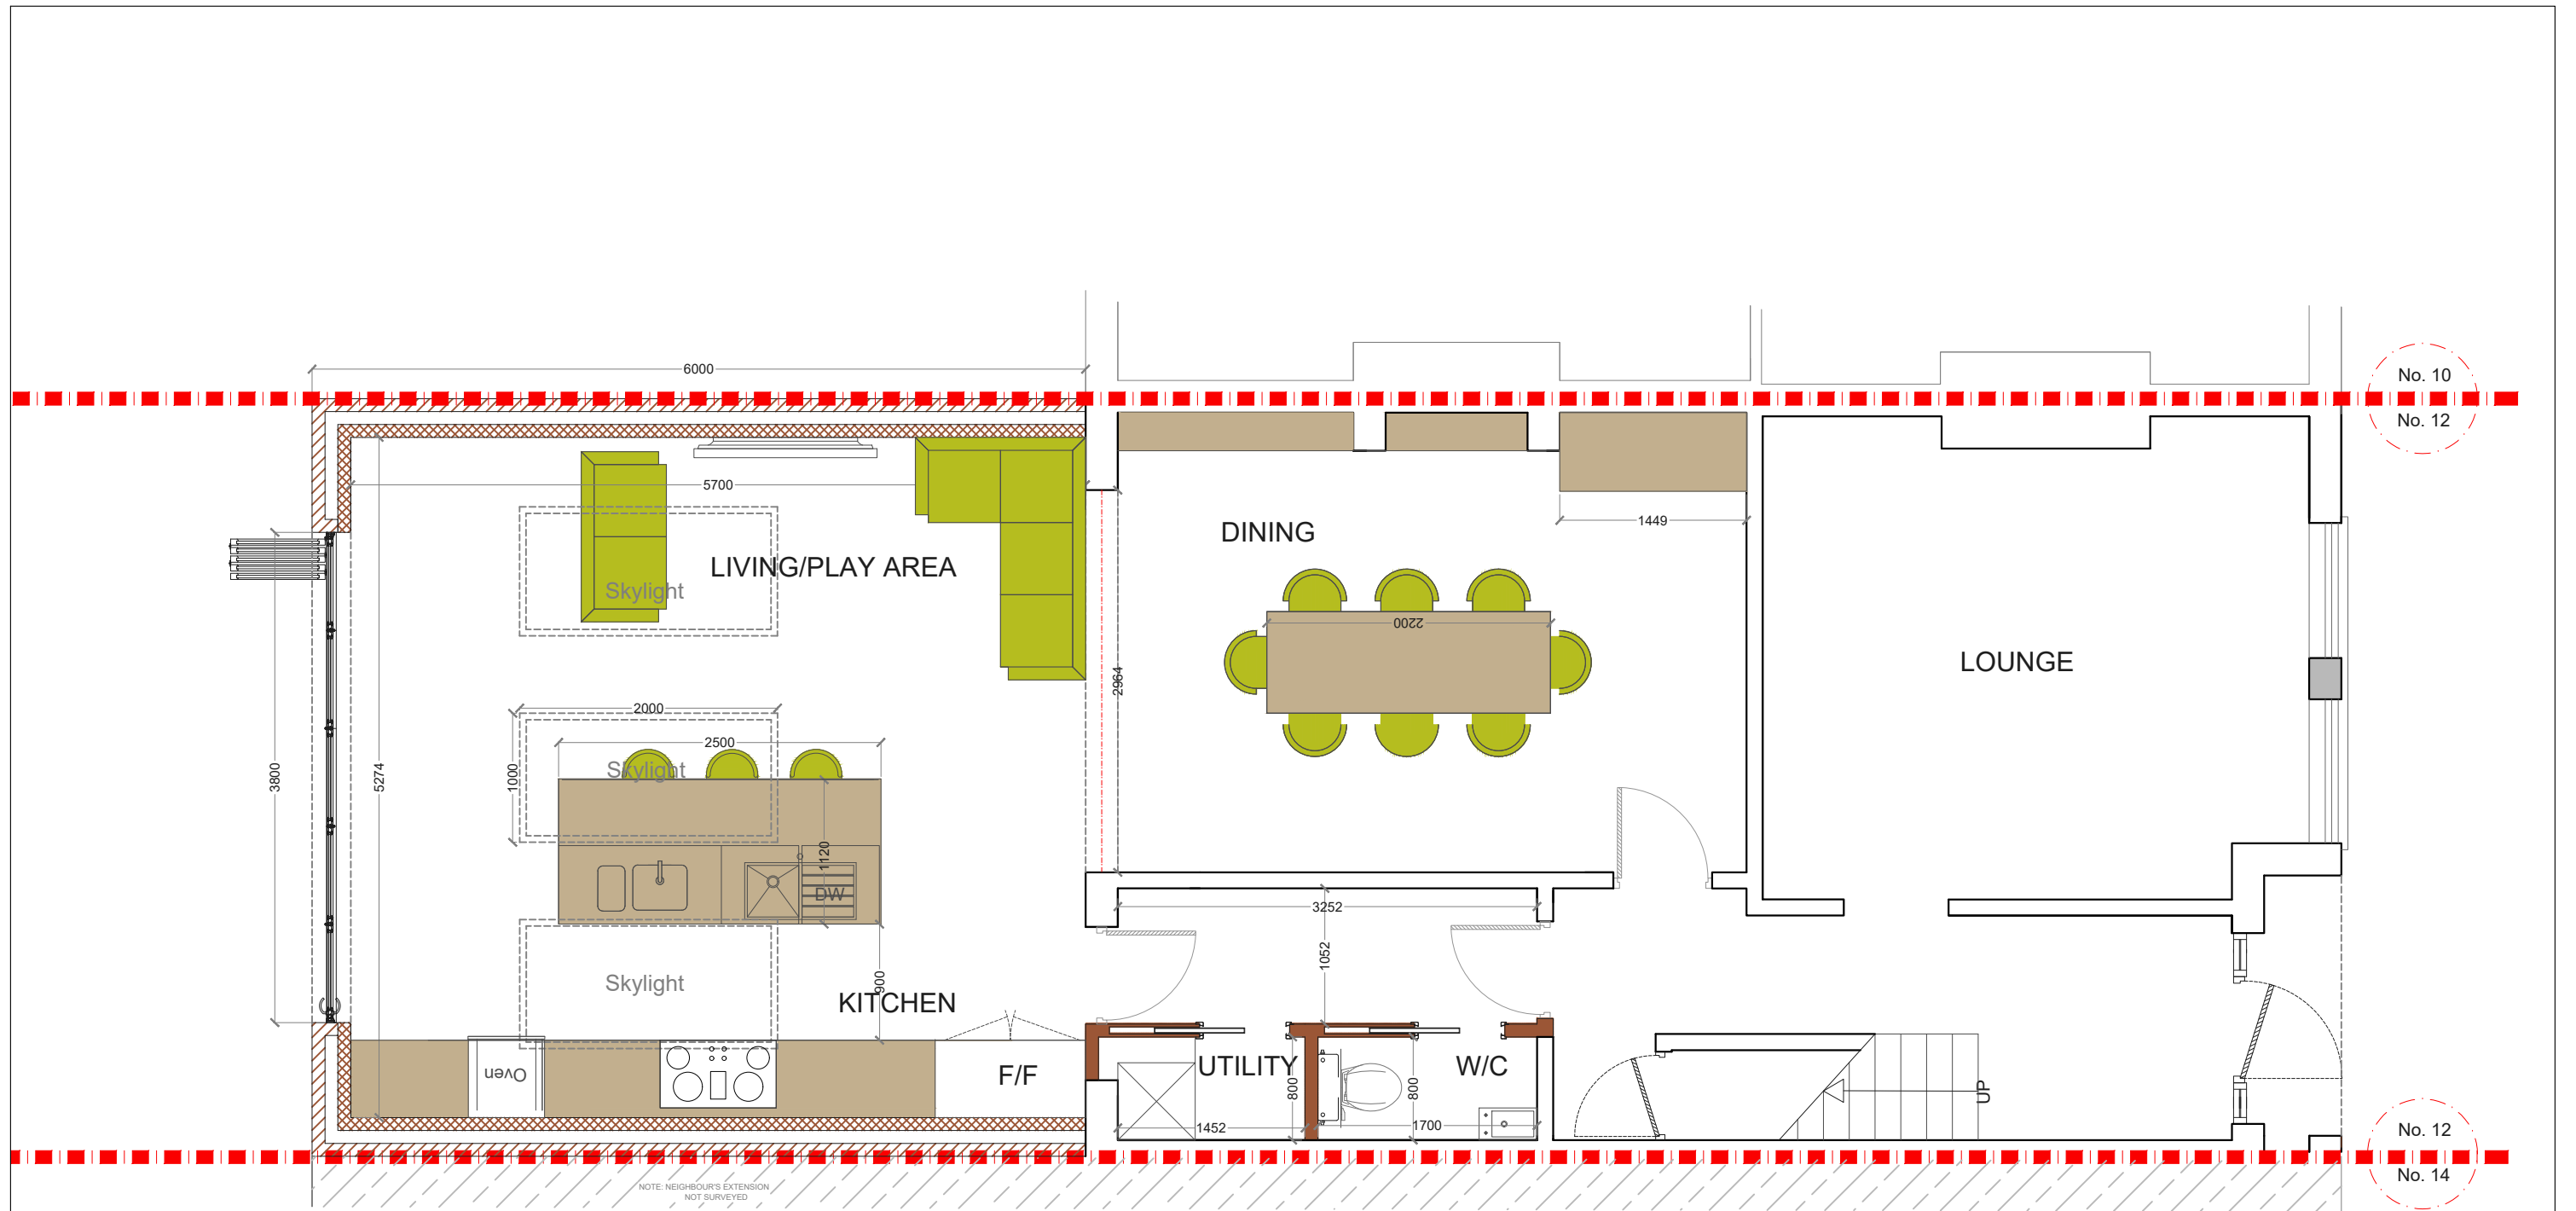 6000
No. 10
No. 12
5700
1449
DINING
LIVING/PLAY AREA
Skylight
2200
LOUNGE
2964
2000
2500
Skylight
1000
3800
5274
1120
DW
3252
1052
900
Skylight
KITCHEN
Oven
F/F
UTILITY
W/C
800
800
UP
1452
1700
No. 12
No. 14
NOTE: NEIGHBOUR'S EXTENSION
NOT SURVEYED